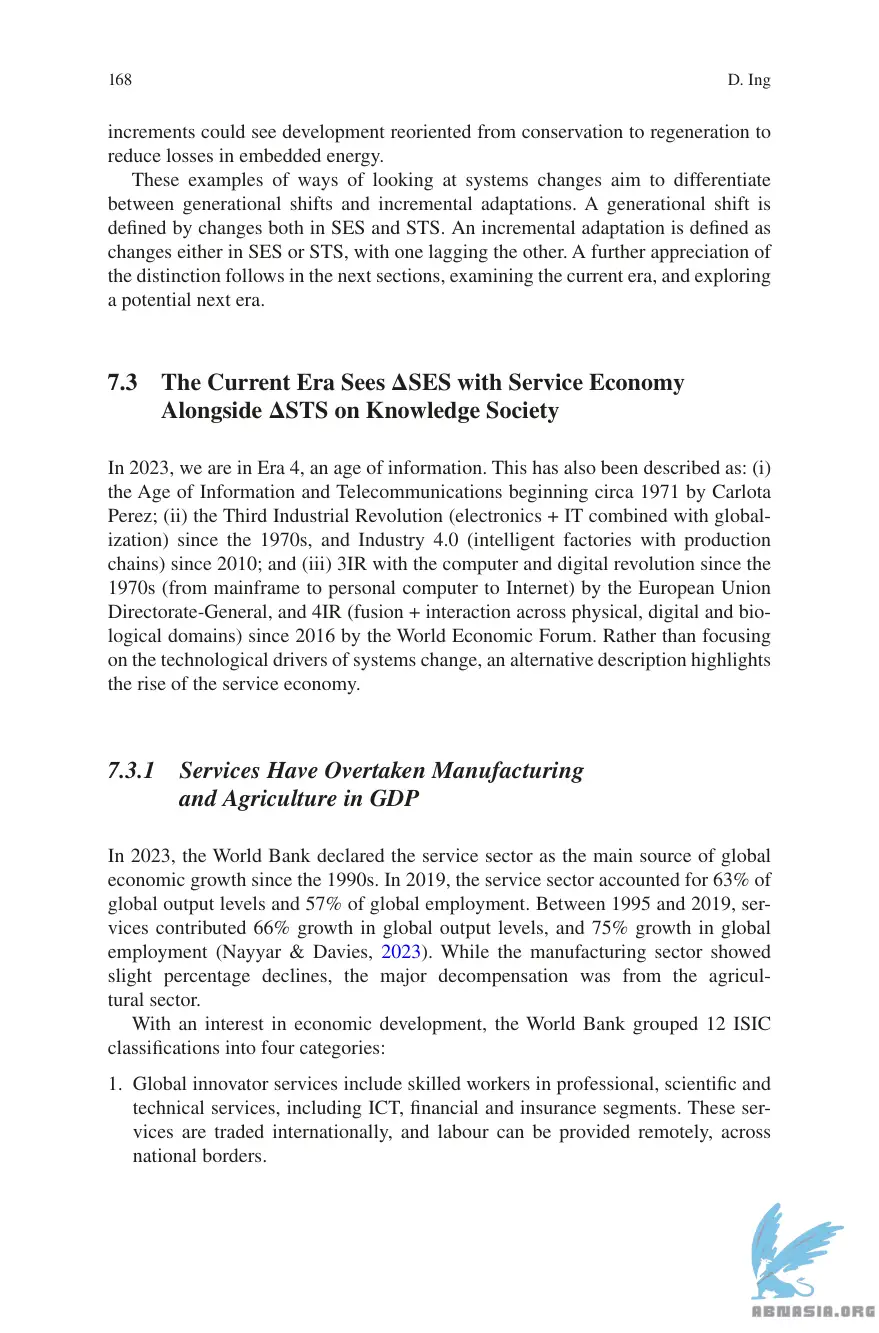 168
D. Ing
increments could see development reoriented from conservation to regeneration to
reduce losses in embedded energy.
These examples of ways of looking at systems changes aim to differentiate
between generational shifts and incremental adaptations. A generational shift is
defined by changes both in SES and STS. An incremental adaptation is defined as
changes either in SES or STS, with one lagging the other. A further appreciation of
the distinction follows in the next sections, examining the current era, and exploring
a potential next era.
7.3 The Current Era Sees ΔSES with Service Economy
Alongside ΔSTS on Knowledge Society
In 2023, we are in Era 4, an age of information. This has also been described as: (i)
the Age of Information and Telecommunications beginning circa 1971 by Carlota
Perez; (ii) the Third Industrial Revolution (electronics + IT combined with global-
ization) since the 1970s, and Industry 4.0 (intelligent factories with production
chains) since 2010; and (iii) 3IR with the computer and digital revolution since the
1970s (from mainframe to personal computer to Internet) by the European Union
Directorate-General, and 4IR (fusion + interaction across physical, digital and bio-
logical domains) since 2016 by the World Economic Forum. Rather than focusing
on the technological drivers of systems change, an alternative description highlights
the rise of the service economy.
7.3.1 Services Have Overtaken Manufacturing
and Agriculture in GDP
In 2023, the World Bank declared the service sector as the main source of global
economic growth since the 1990s. In 2019, the service sector accounted for 63% of
global output levels and 57% of global employment. Between 1995 and 2019, ser-
vices contributed 66% growth in global output levels, and 75% growth in global
employment (Nayyar & Davies, 2023). While the manufacturing sector showed
slight percentage declines, the major decompensation was from the agricul-
tural sector.
With an interest in economic development, the World Bank grouped 12 ISIC
classifications into four categories:
1. Global innovator services include skilled workers in professional, scientific and
technical services, including ICT, financial and insurance segments. These ser-
vices are traded internationally, and labour can be provided remotely, across
national borders.
ABNASIA.ORG